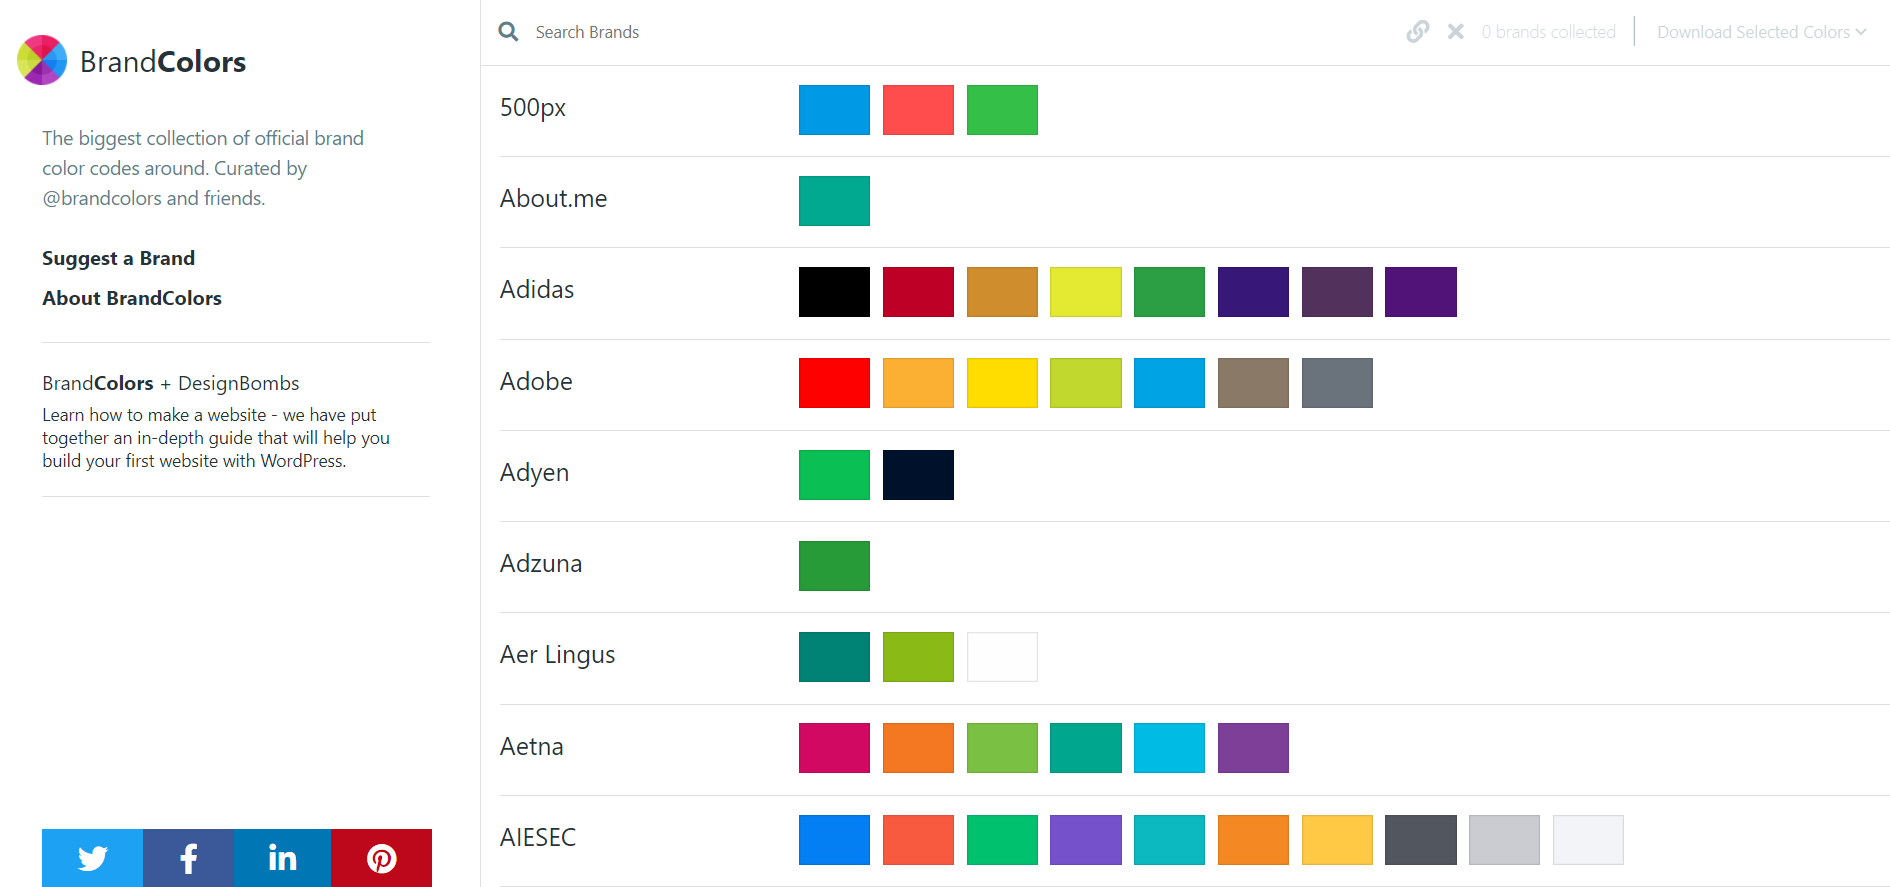 BrandColors
The biggest collection of official brand
color codes around. Curated by
@brandcolors and friends.
Suggest a Brand
About BrandColors
BrandColors + DesignBombs
Learn how to make a website - we have put
together an in-depth guide that will help you
build your first website with WordPress.
Search Brands
0 brands collected
Download Selected Colors
500px
About.me
Adidas
Adobe
Adyen
Adzuna
Aer Lingus
Aetna
AIESEC